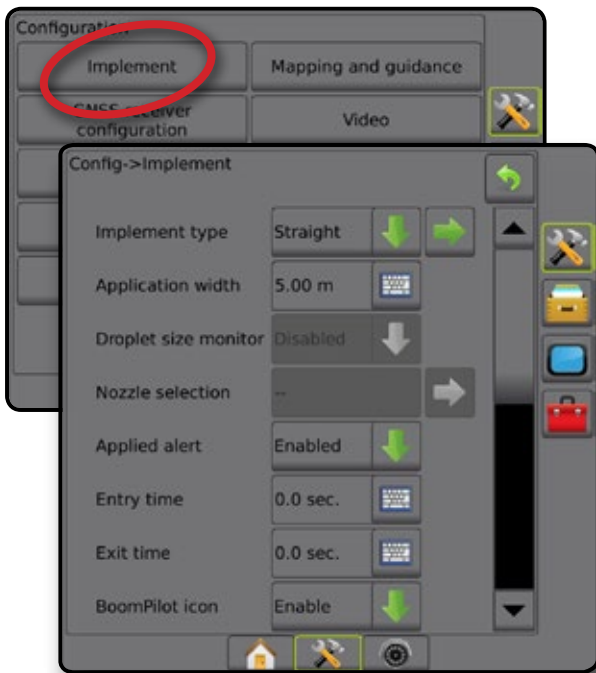 Configuration
Implement
Mapping and guidance
GNSS receiver
configuration
Video
Config->Implement
Implement type
Straight
Application width
5.00 m
Droplet size monitor
Disabled
Nozzle selection
--
Applied alert
Enabled
Entry time
0.0 sec.
Exit time
0.0 sec.
BoomPilot icon
Enable